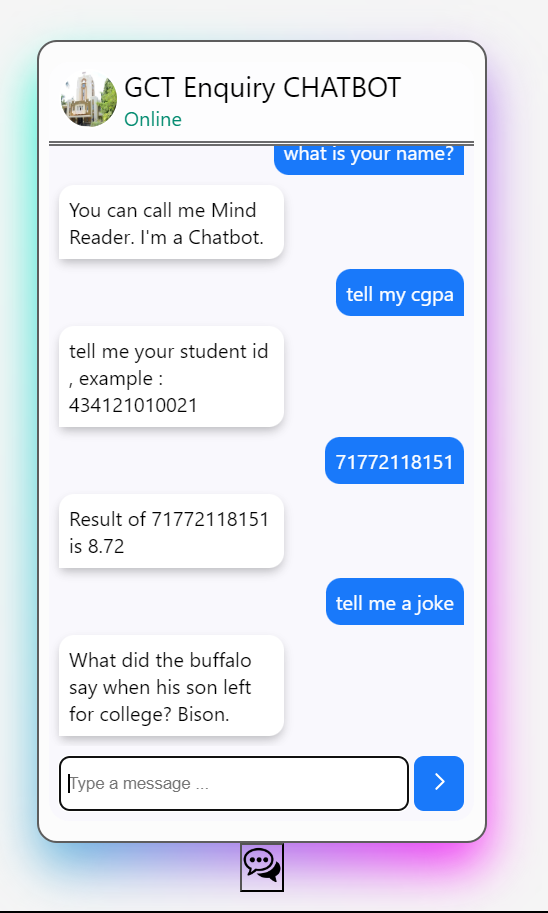 GCT Enquiry CHATBOT
Online
what is your name?
You can call me Mind
Reader. I'm a Chatbot.
tell my cgpa
tell me your student id
, example :
434121010021
71772118151
Result of 71772118151
is 8.72
tell me a joke
What did the buffalo
say when his son left
for college? Bison.
Type a message ...